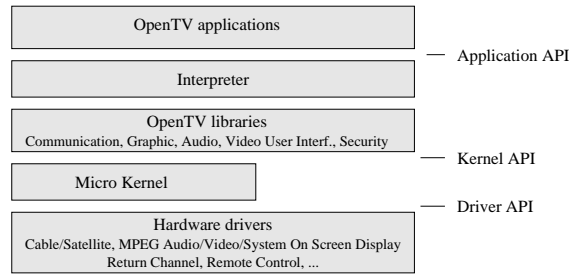 OpenTV applications
Application API
Interpreter
OpenTV libraries
Communication, Graphic, Audio, Video User Interf., Security
Kernel API
Micro Kernel
Driver API
Hardware drivers
Cable/Satellite, MPEG Audio/Video/System On Screen Display
Return Channel, Remote Control, ...